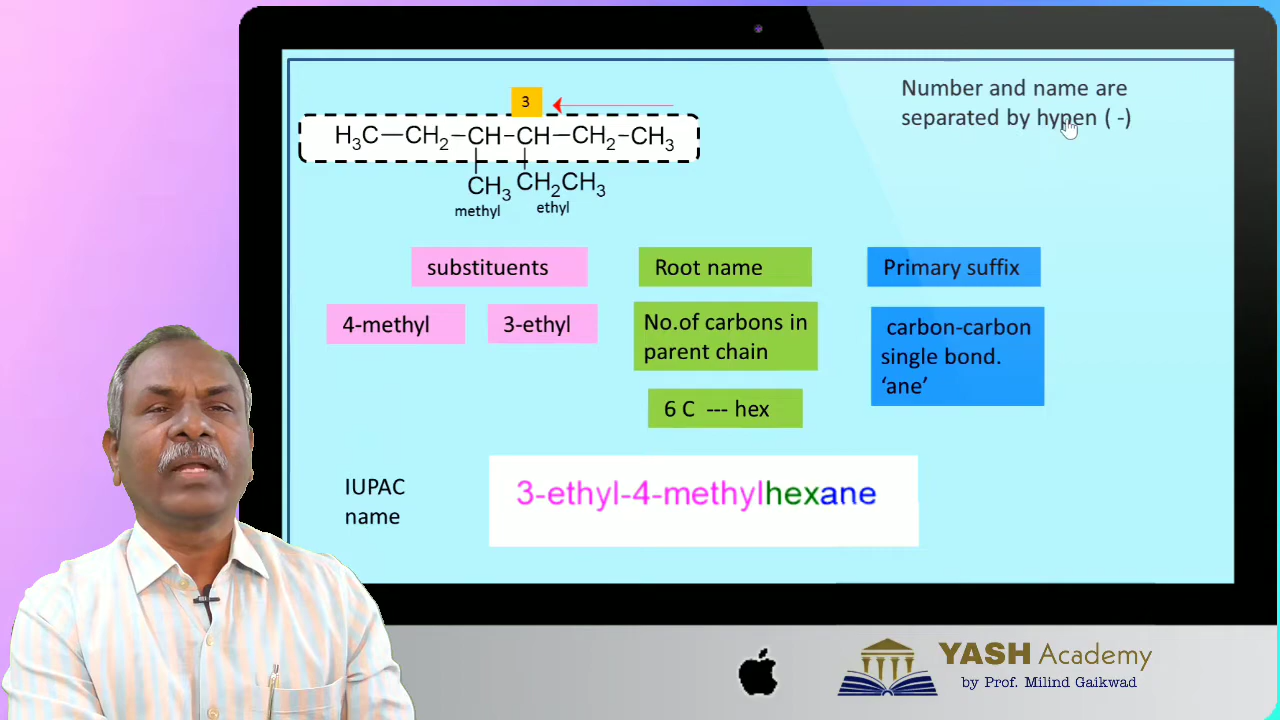 Number and name are
separated by hypen ( -)
3
H3C—CH2–CH–CH–CH2–CH3
CH3 CH2CH3
methyl ethyl
substituents Root name Primary suffix
4-methyl 3-ethyl
No.of carbons in
parent chain
carbon-carbon
single bond.
‘ane’
6 C --- hex
IUPAC
name
3-ethyl-4-methylhexane
YASH Academy
by Prof. Milind Gaikwad